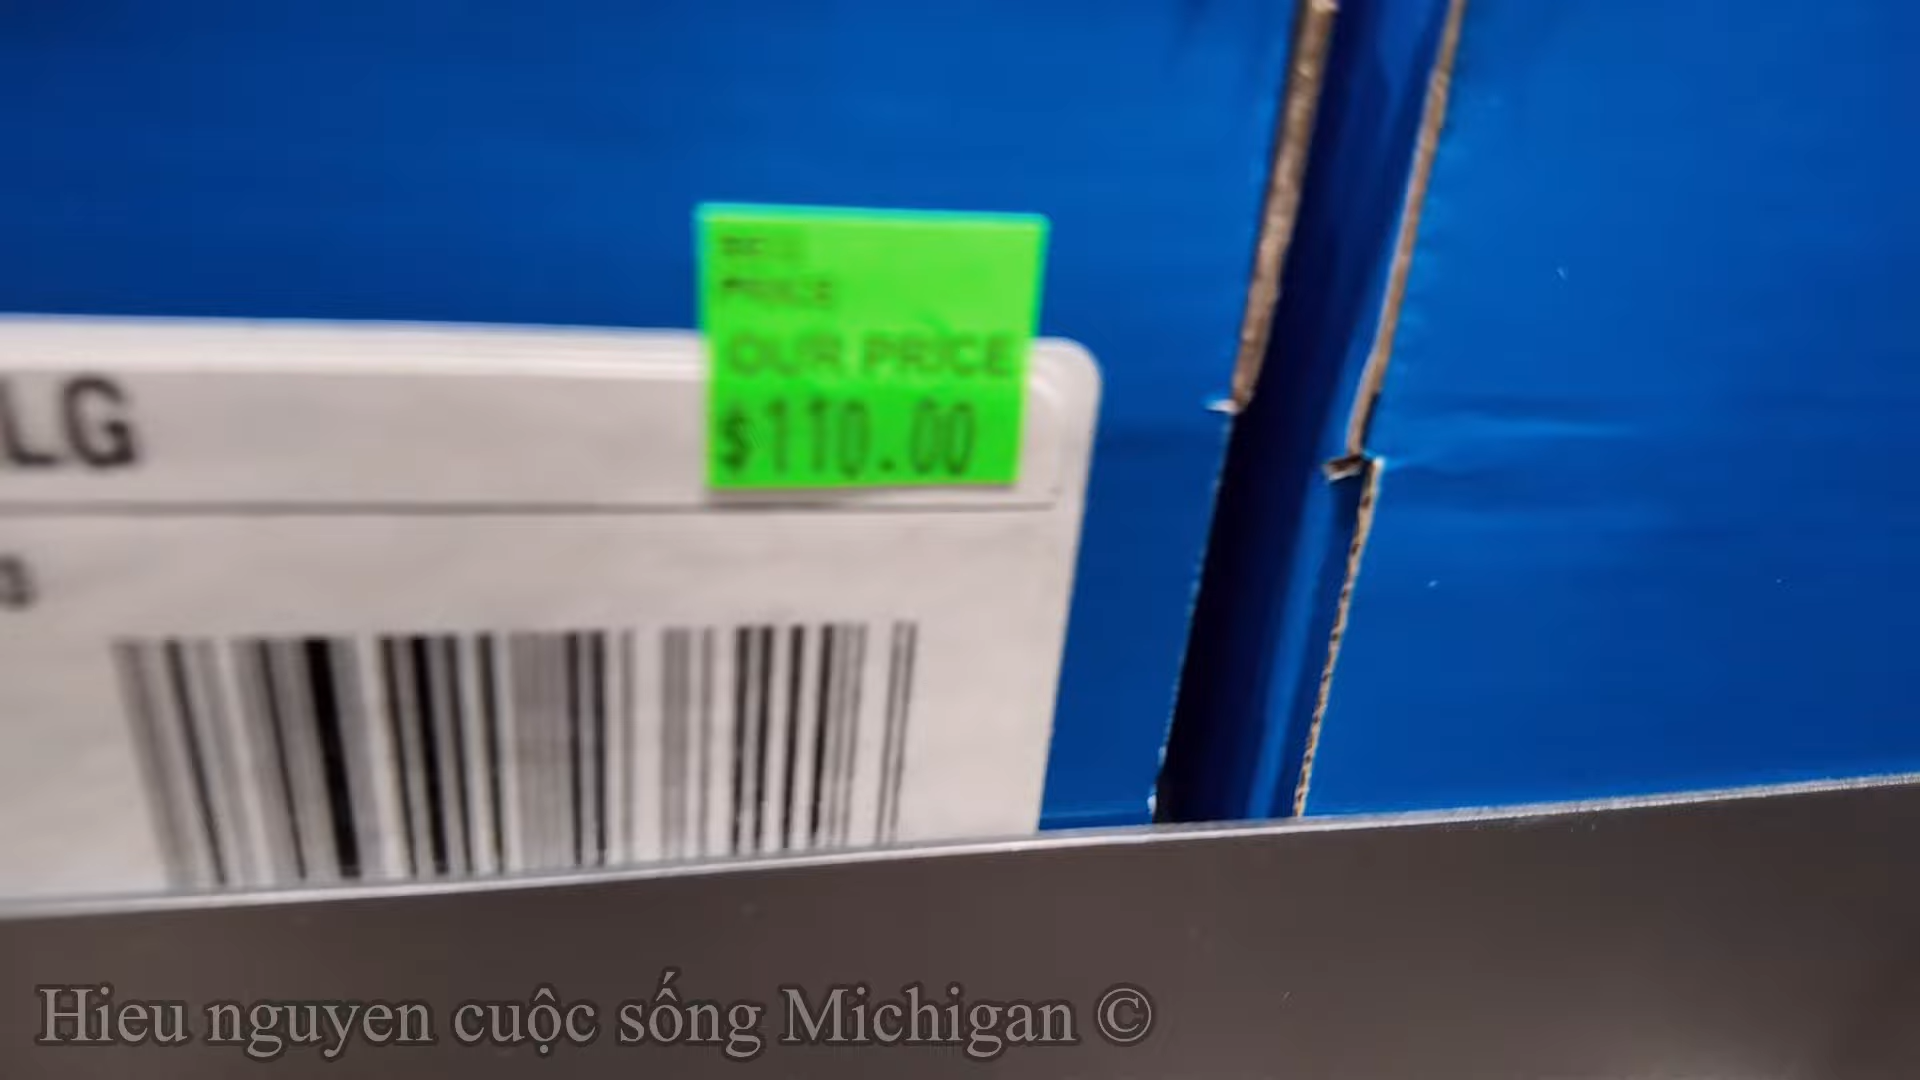 PRICE
OUR PRICE
$110.00
LG
Hieu nguyen cuộc sống Michigan ©